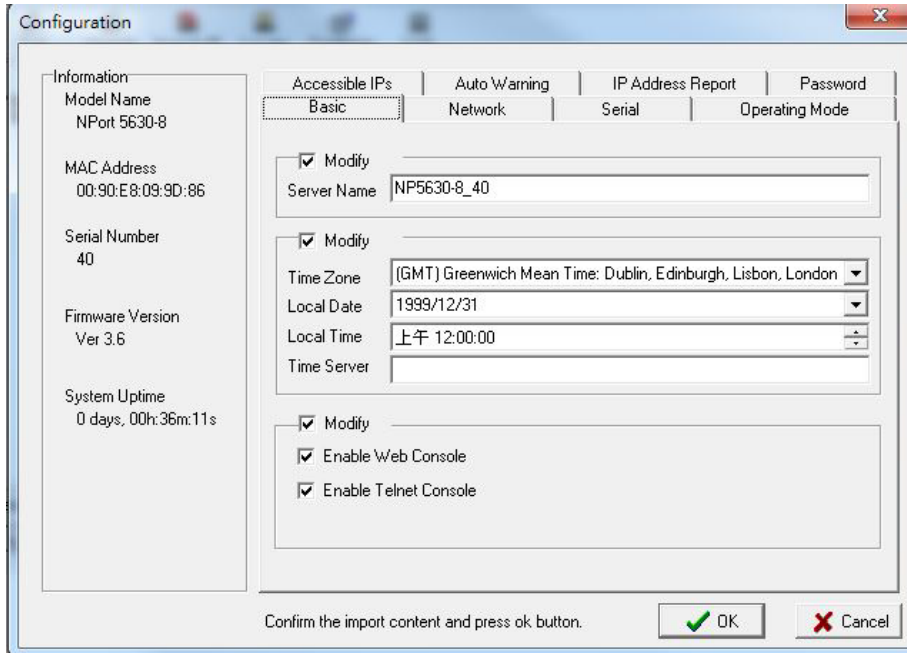 Configuration
Information
Model Name
NPort 5630-8
MAC Address
00:90:E8:09:9D:86
Serial Number
40
Firmware Version
Ver 3.6
System Uptime
0 days, 00h:36m:11s
Accessible IPs
Auto Warning
IP Address Report
Password
Basic
Network
Serial
Operating Mode
Modify
Server Name
NP5630-8_40
Modify
Time Zone
(GMT) Greenwich Mean Time: Dublin, Edinburgh, Lisbon, London
Local Date
1999/12/31
Local Time
上午 12:00:00
Time Server
Modify
Enable Web Console
Enable Telnet Console
Confirm the import content and press ok button.
OK
Cancel